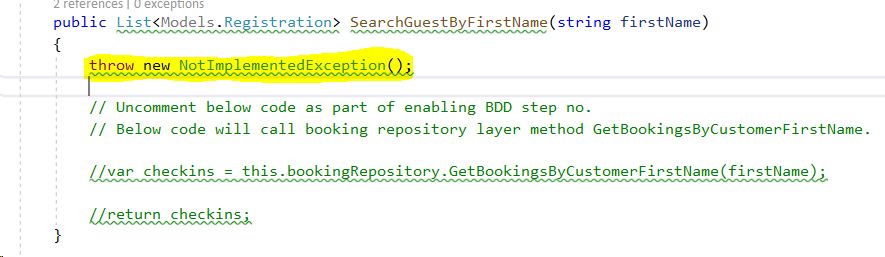 2 references | 0 exceptions
public List<Models.Registration> SearchGuestByFirstName(string firstName)
{
throw new NotImplementedException();
// Uncomment below code as part of enabling BDD step no.
// Below code will call booking repository layer method GetBookingsByCustomerFirstName.
//var checkins = this.bookingRepository.GetBookingsByCustomerFirstName(firstName);
//return checkins;
}